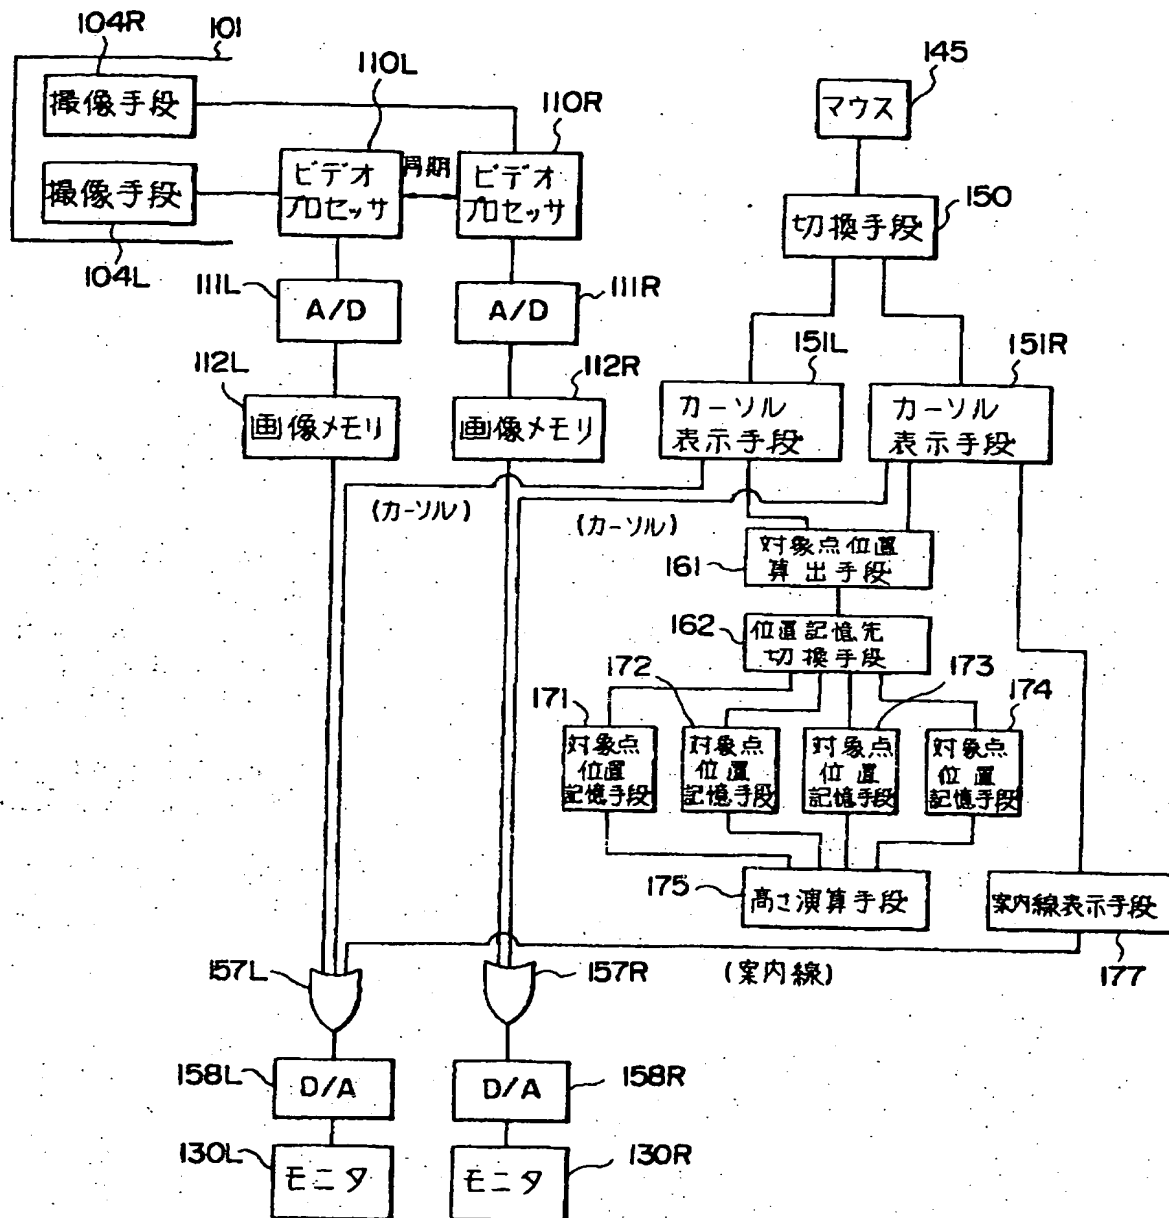 104R
101
撮像手段
撮像手段
104L
110L
110R
ビデオ
プロセッサ
同期
ビデオ
プロセッサ
145
マウス
150
切換手段
111L
A/D
A/D
111R
112L
画像メモリ
画像メモリ
112R
151L
カーソル
表示手段
151R
カーソル
表示手段
(カーソル)
(カーソル)
161
対象点位置
算出手段
162
位置記憶先
切換手段
171
対象点
位置
記憶手段
172
対象点
位置
記憶手段
173
対象点
位置
記憶手段
174
対象点
位置
記憶手段
175
高さ演算手段
案内線表示手段
177
(案内線)
157L
157R
158L
D/A
D/A
158R
130L
モニタ
モニタ
130R